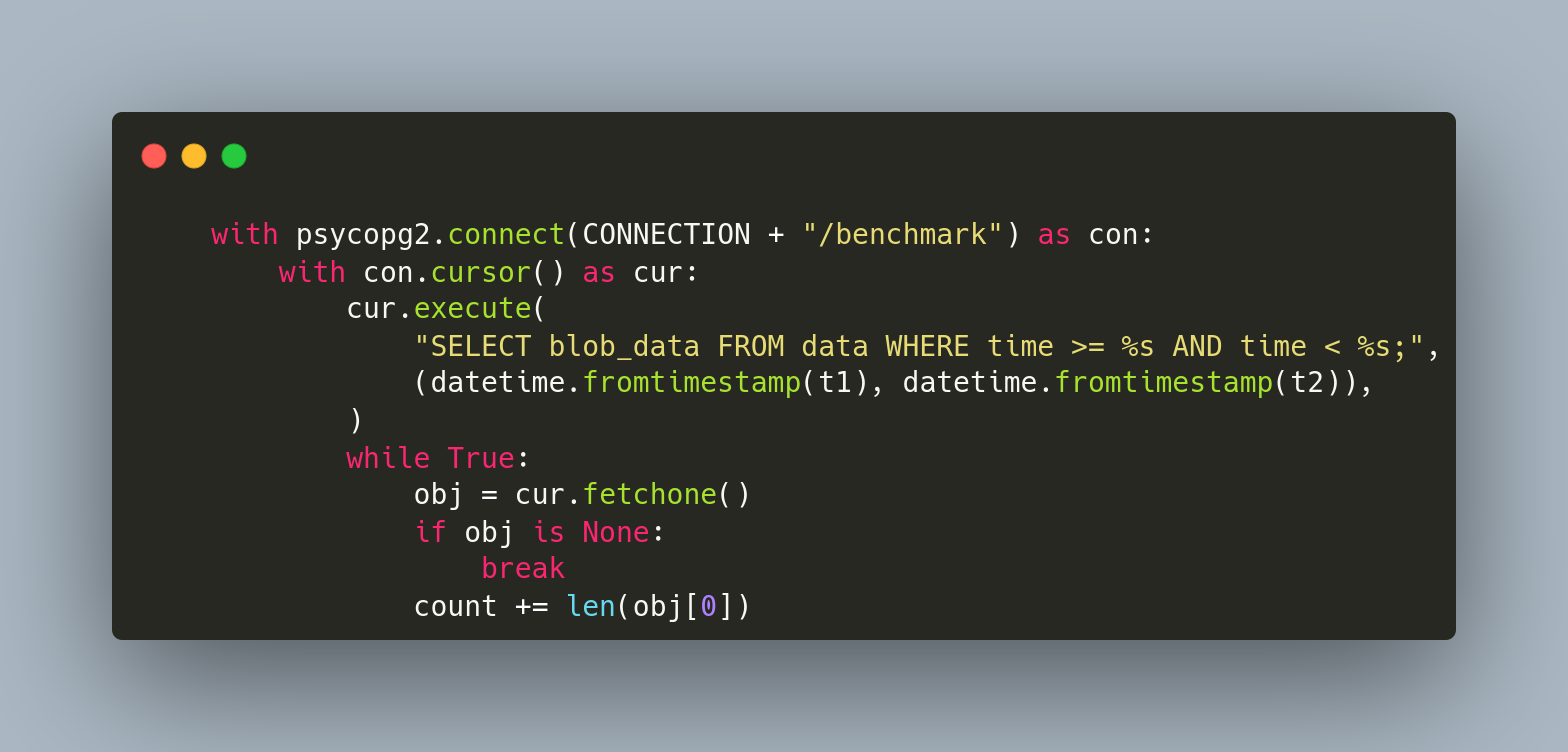 with psycopg2.connect(CONNECTION + "/benchmark") as con:
    with con.cursor() as cur:
        cur.execute(
            "SELECT blob_data FROM data WHERE time >= %s AND time < %s;",
            (datetime.fromtimestamp(t1), datetime.fromtimestamp(t2)),
        )
        while True:
            obj = cur.fetchone()
            if obj is None:
                break
            count += len(obj[0])